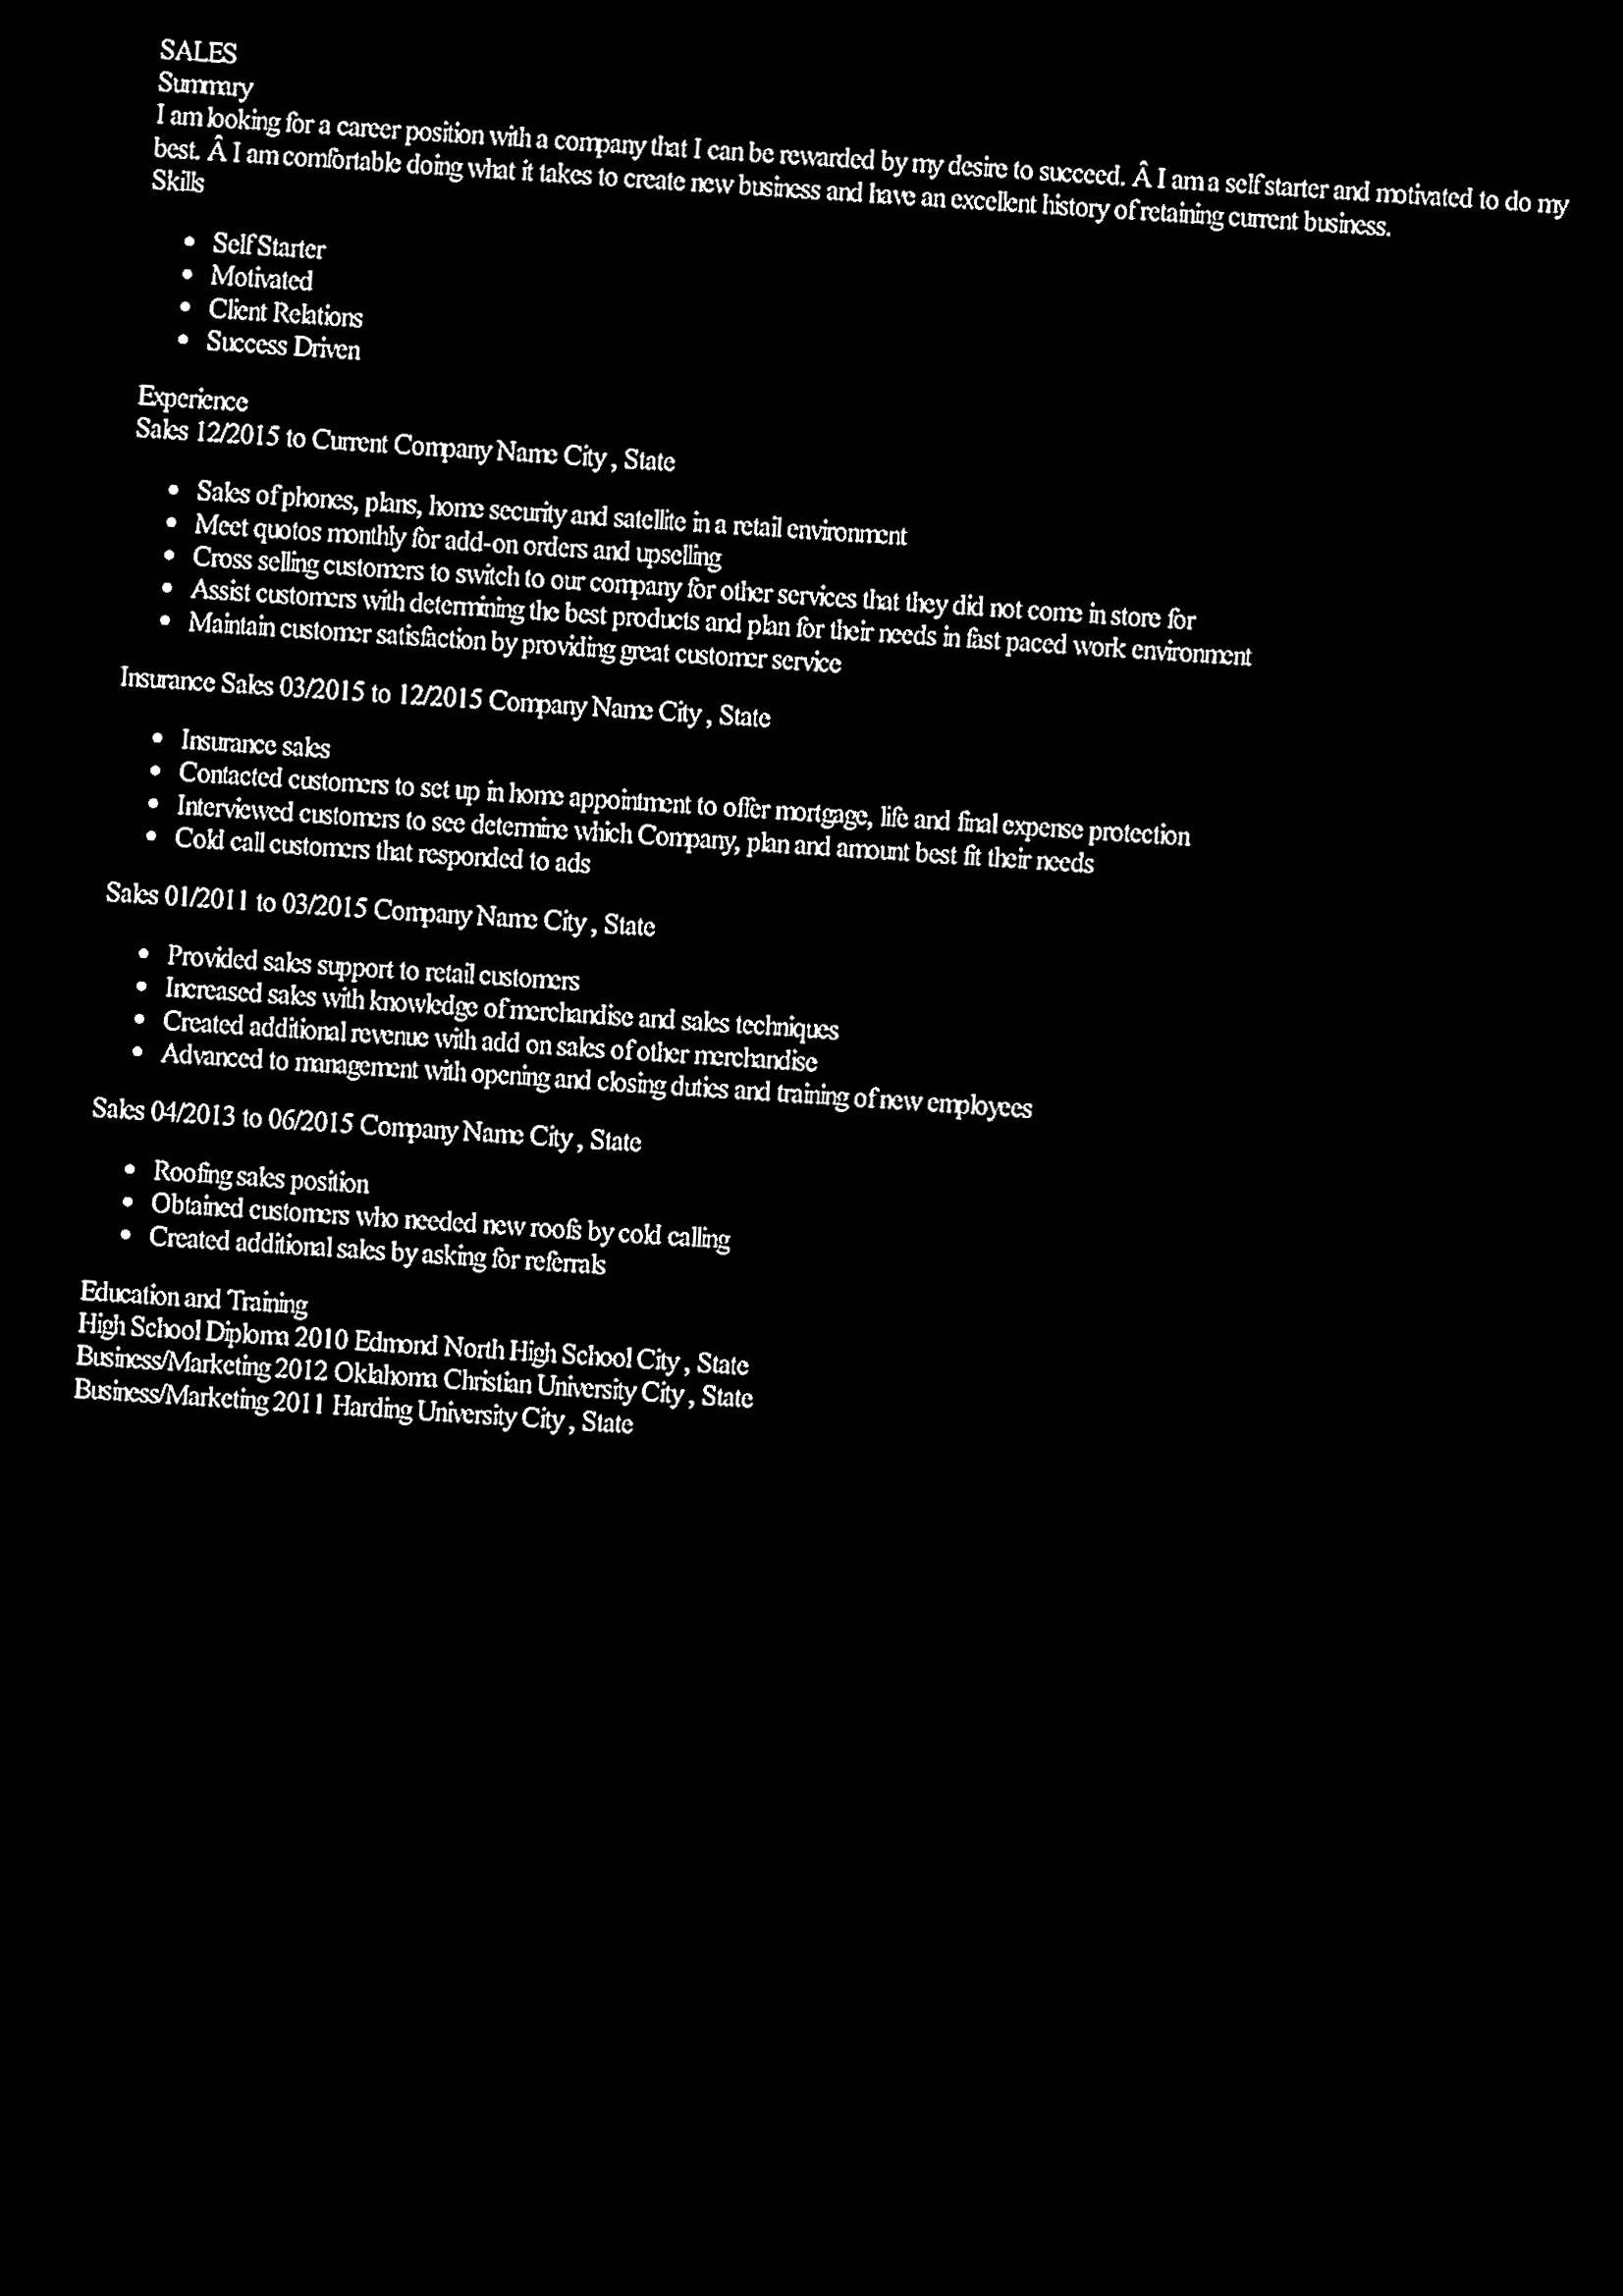 SALES
Summary
I am looking for a career position with a company that I can be rewarded by my desire to succeed. Â I am a self starter and motivated to do my
best. Â I am comfortable doing what it takes to create new business and have an excellent history of retaining current business.
Skills
• Self Starter
• Motivated
• Client Relations
• Success Driven
Experience
Sales 12/2015 to Current Company Name City , State
• Sales of phones, plans, home security and satellite in a retail environment
• Meet quotos monthly for add-on orders and upselling
• Cross selling customers to switch to our company for other services that they did not come in store for
• Assist customers with determining the best products and plan for their needs in fast paced work environment
• Maintain customer satisfaction by providing great customer service
Insurance Sales 03/2015 to 12/2015 Company Name City , State
• Insurance sales
• Contacted customers to set up in home appointment to offer mortgage, life and final expense protection
• Interviewed customers to see determine which Company, plan and amount best fit their needs
• Cold call customers that responded to ads
Sales 01/2011 to 03/2015 Company Name City , State
• Provided sales support to retail customers
• Increased sales with knowledge of merchandise and sales techniques
• Created additional revenue with add on sales of other merchandise
• Advanced to management with opening and closing duties and training of new employees
Sales 04/2013 to 06/2015 Company Name City , State
• Roofing sales position
• Obtained customers who needed new roofs by cold calling
• Created additional sales by asking for referrals
Education and Training
High School Diploma 2010 Edmond North High School City , State
Business/Marketing 2012 Oklahoma Christian University City , State
Business/Marketing 2011 Harding University City , State